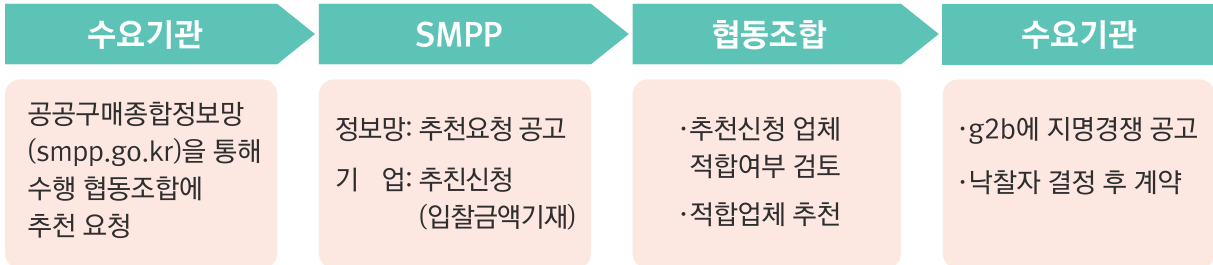 수요기관
공공구매종합정보망
(smpp.go.kr)을 통해
수행 협동조합에
추천 요청
SMPP
정보망: 추천요청 공고
기 업: 추친신청
(입찰금액기재)
협동조합
·추천신청 업체
적합여부 검토
·적합업체 추천
수요기관
·g2b에 지명경쟁 공고
·낙찰자 결정 후 계약